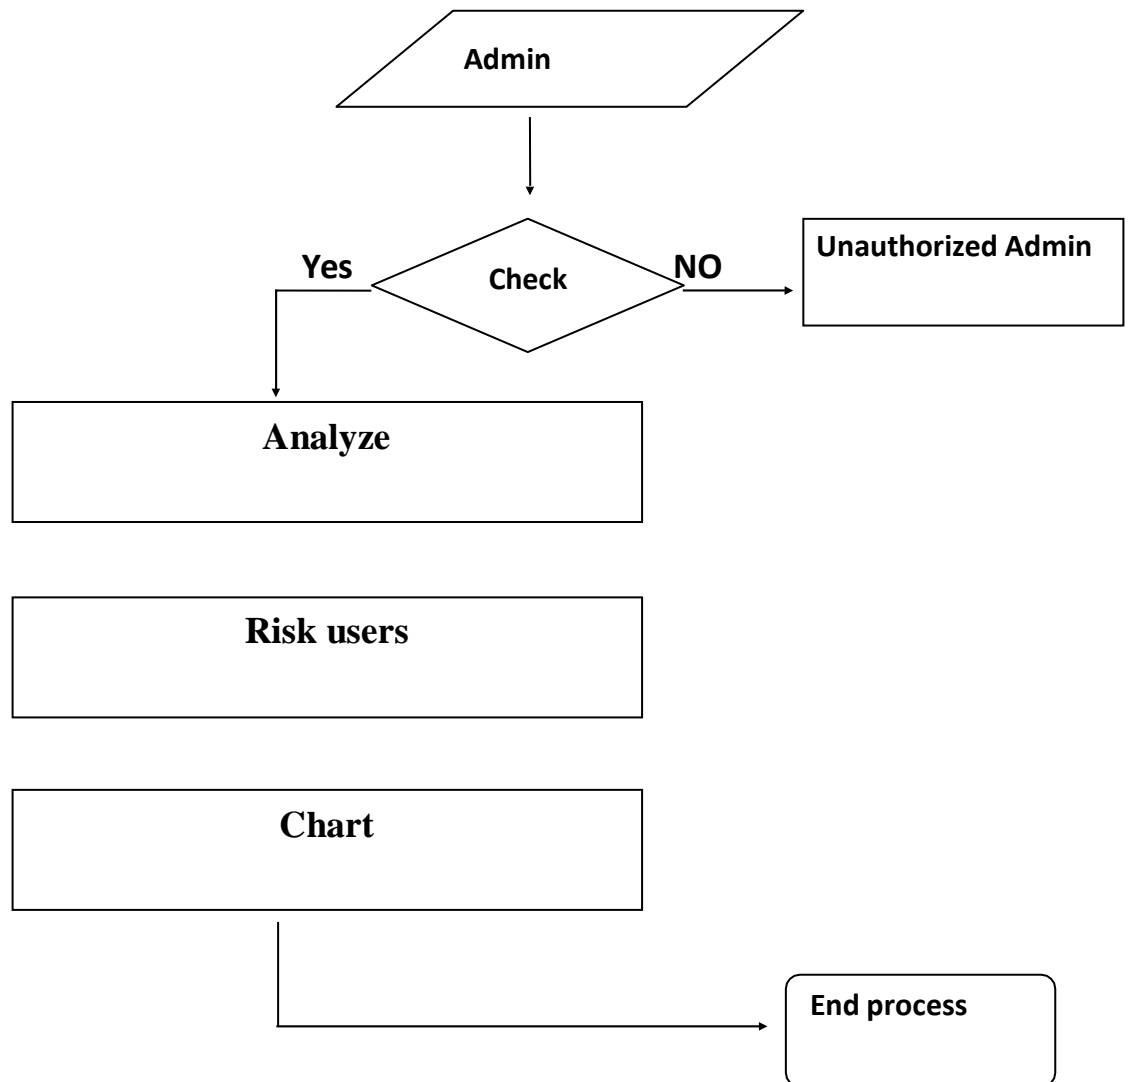 Admin
Yes
Check
NO
Unauthorized Admin
Analyze
Risk users
Chart
End process